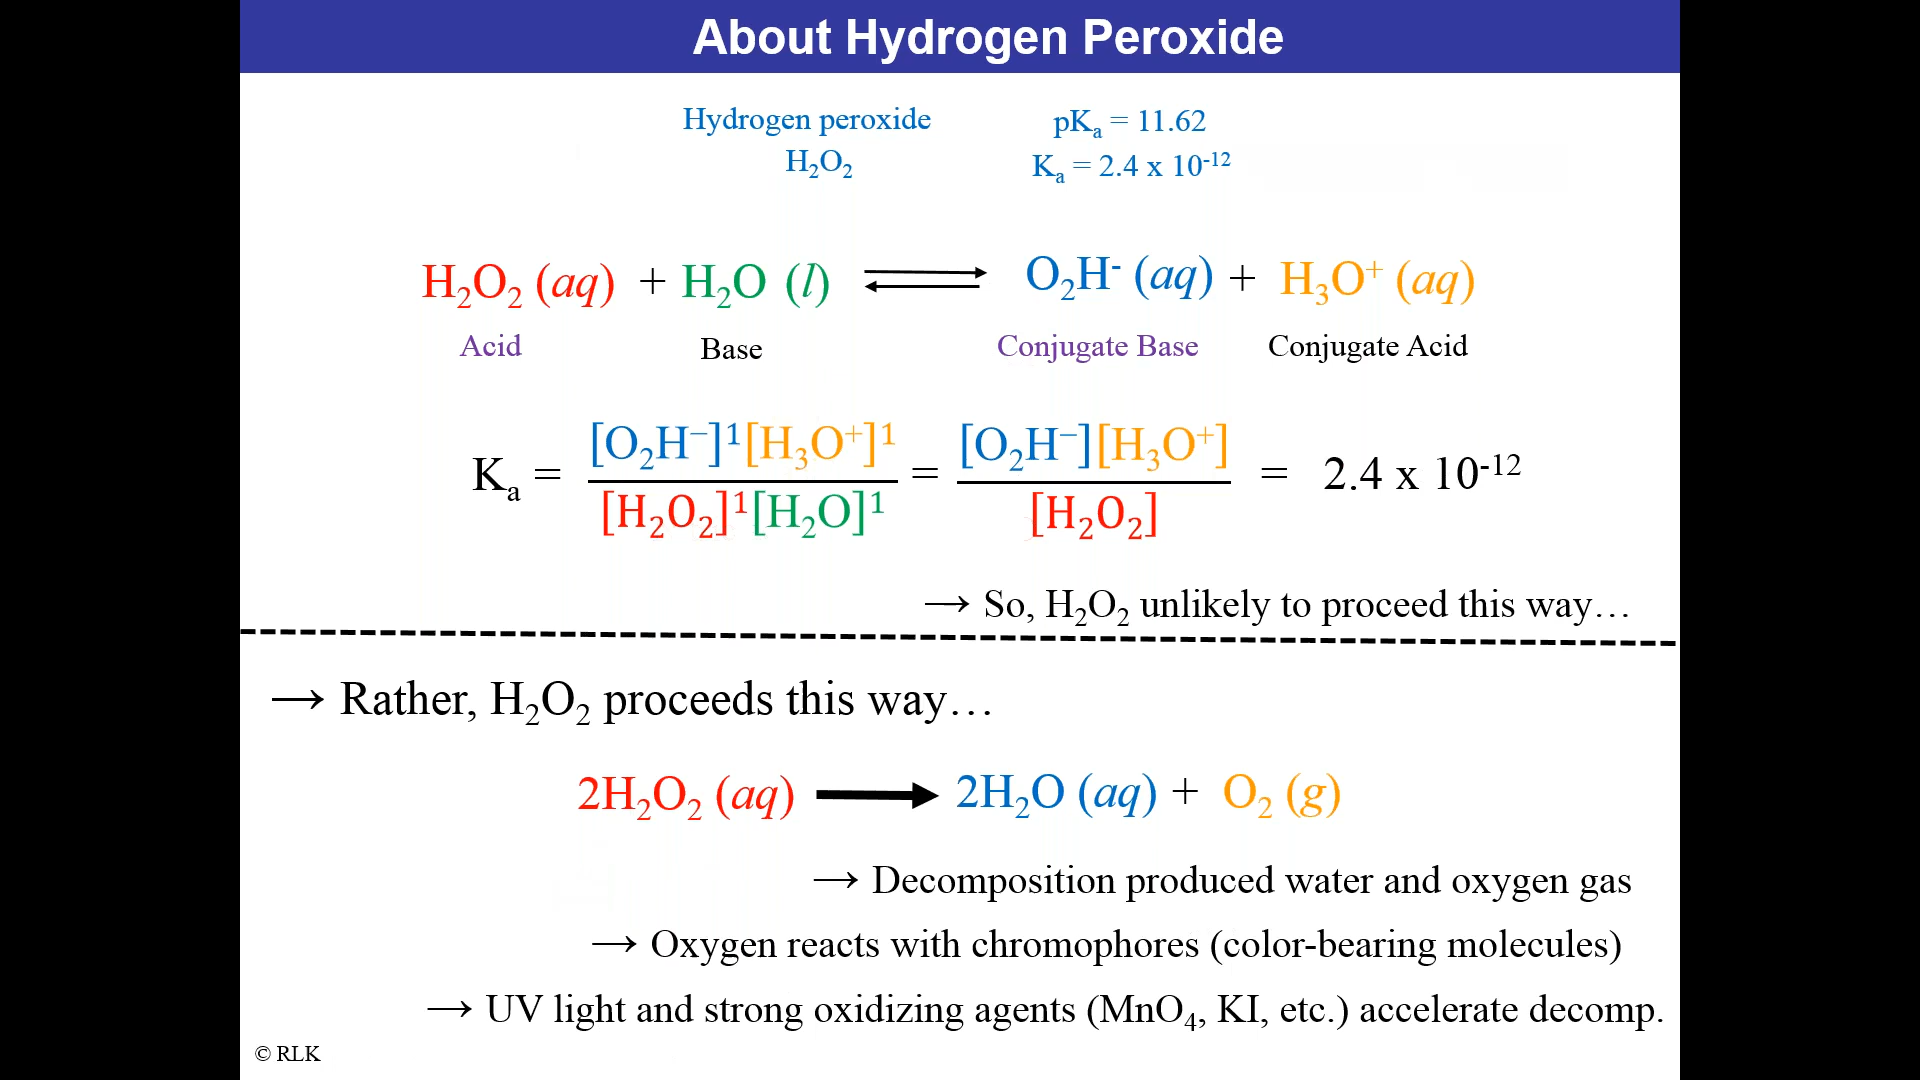 About Hydrogen Peroxide
Hydrogen peroxide
H₂O₂
pKₐ = 11.62
Kₐ = 2.4 x 10⁻¹²
H₂O₂ (aq) + H₂O (l) ⇌ O₂H⁻ (aq) + H₃O⁺ (aq)
Acid Base Conjugate Base Conjugate Acid
Kₐ = [O₂H⁻]¹[H₃O⁺]¹ / [H₂O₂]¹[H₂O]¹ = [O₂H⁻][H₃O⁺] / [H₂O₂] = 2.4 x 10⁻¹²
→ So, H₂O₂ unlikely to proceed this way…
→ Rather, H₂O₂ proceeds this way…
2H₂O₂ (aq) → 2H₂O (aq) + O₂ (g)
→ Decomposition produced water and oxygen gas
→ Oxygen reacts with chromophores (color-bearing molecules)
→ UV light and strong oxidizing agents (MnO₄, KI, etc.) accelerate decomp.
© RLK